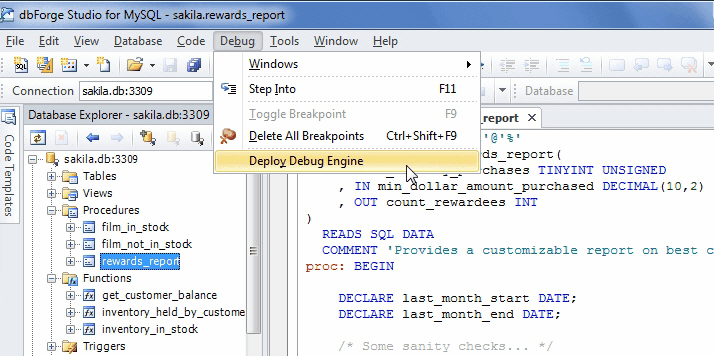 dbForge Studio for MySQL - sakila.rewards_report
File Edit View Database Code Debug Tools Window Help
SQL
Connection sakila.db:3309
Database
Windows
Step Into F11
Toggle Breakpoint F9
Delete All Breakpoints Ctrl+Shift+F9
Deploy Debug Engine
Code Templates
Database Explorer - sakila.db:3309
sakila.db:3309
Tables
Views
Procedures
film_in_stock
film_not_in_stock
rewards_report
Functions
get_customer_balance
inventory_held_by_custome
inventory_in_stock
Triggers
_report
'@'%'
rds_report(
purchases TINYINT UNSIGNED
, IN min_dollar_amount_purchased DECIMAL(10,2)
, OUT count_rewardees INT
)
READS SQL DATA
COMMENT 'Provides a customizable report on best c
proc: BEGIN
DECLARE last_month_start DATE;
DECLARE last_month_end DATE;
/* Some sanity checks... */